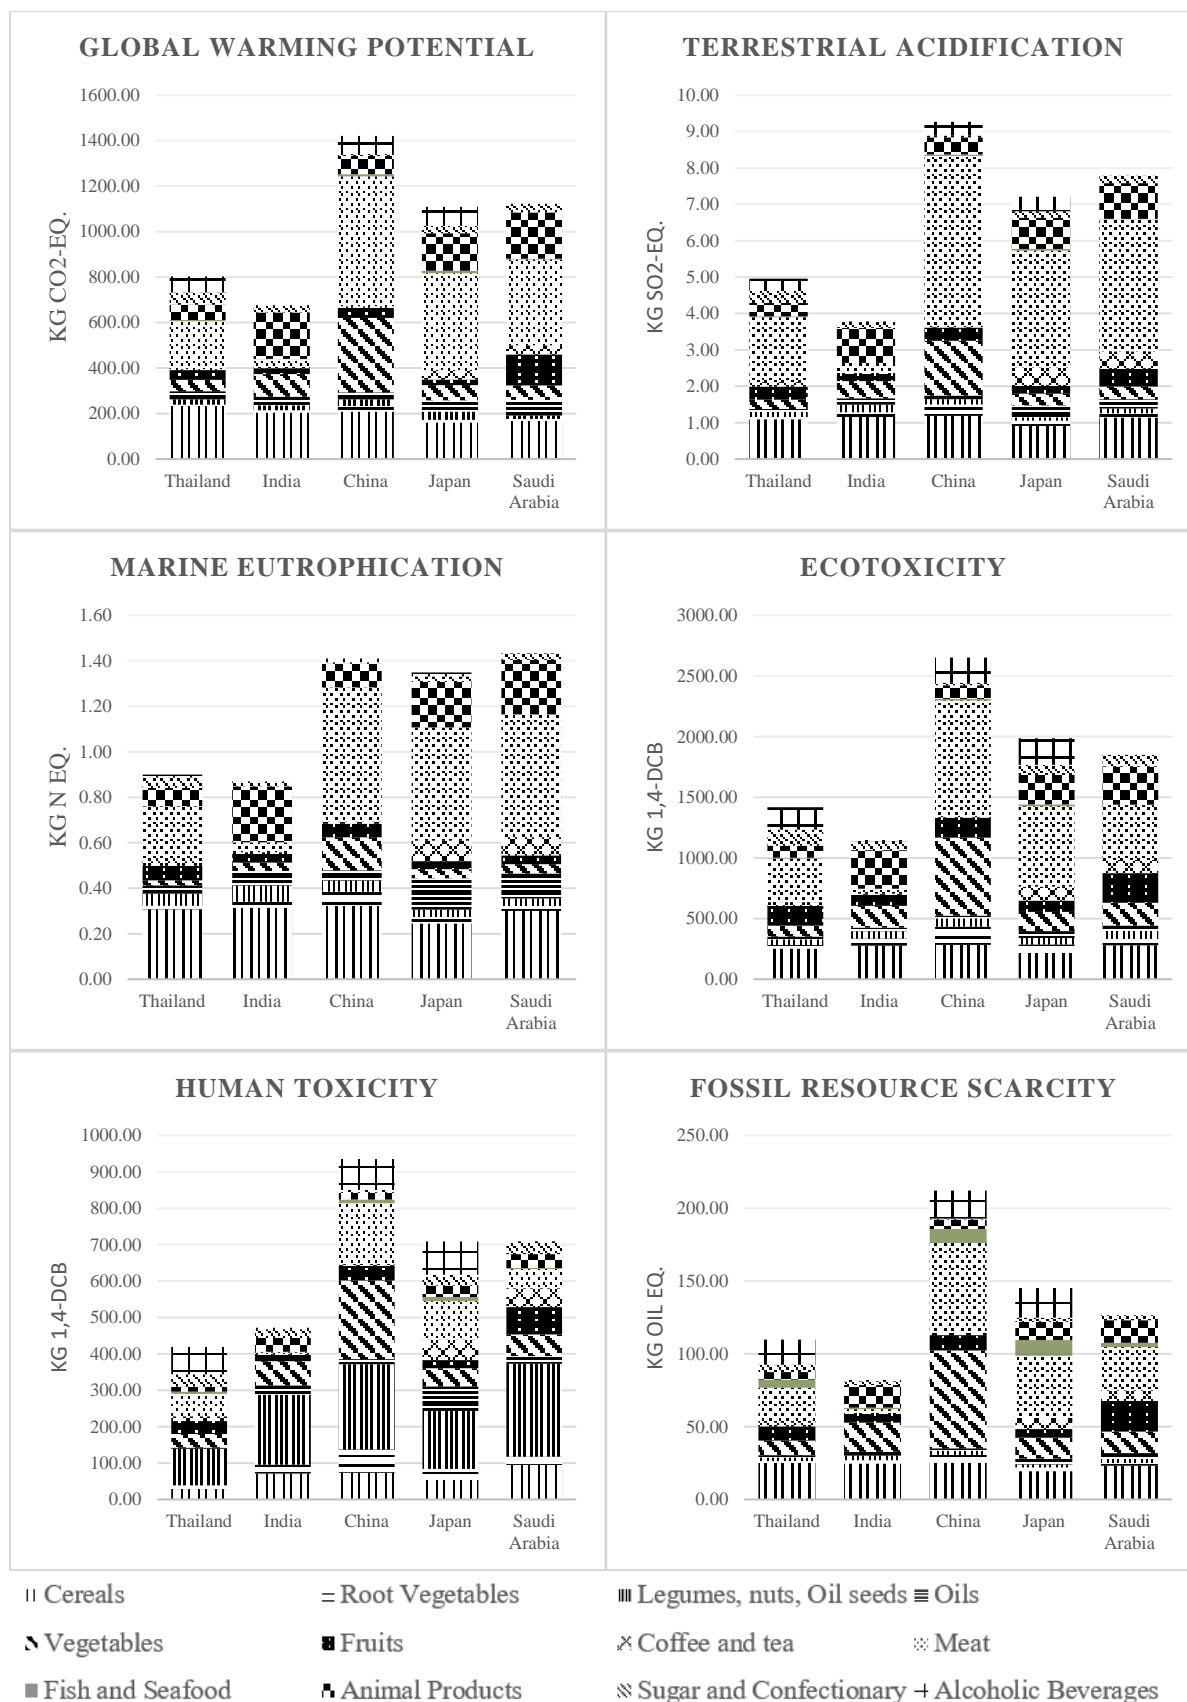 GLOBAL WARMING POTENTIAL
KG CO2-EQ.
1600.00
1400.00
1200.00
1000.00
800.00
600.00
400.00
200.00
0.00
Thailand India China Japan Saudi
Arabia
TERRESTRIAL ACIDIFICATION
KG SO2-EQ.
10.00
9.00
8.00
7.00
6.00
5.00
4.00
3.00
2.00
1.00
0.00
Thailand India China Japan Saudi
Arabia
MARINE EUTROPHICATION
KG N EQ.
1.60
1.40
1.20
1.00
0.80
0.60
0.40
0.20
0.00
Thailand India China Japan Saudi
Arabia
ECOTOXICITY
KG 1,4-DCB
3000.00
2500.00
2000.00
1500.00
1000.00
500.00
0.00
Thailand India China Japan Saudi
Arabia
HUMAN TOXICITY
KG 1,4-DCB
1000.00
900.00
800.00
700.00
600.00
500.00
400.00
300.00
200.00
100.00
0.00
Thailand India China Japan Saudi
Arabia
FOSSIL RESOURCE SCARCITY
KG OIL EQ.
250.00
200.00
150.00
100.00
50.00
0.00
Thailand India China Japan Saudi
Arabia
Cereals Root Vegetables Legumes, nuts, Oil seeds Oils
Vegetables Fruits Coffee and tea Meat
Fish and Seafood Animal Products Sugar and Confectionary Alcoholic Beverages